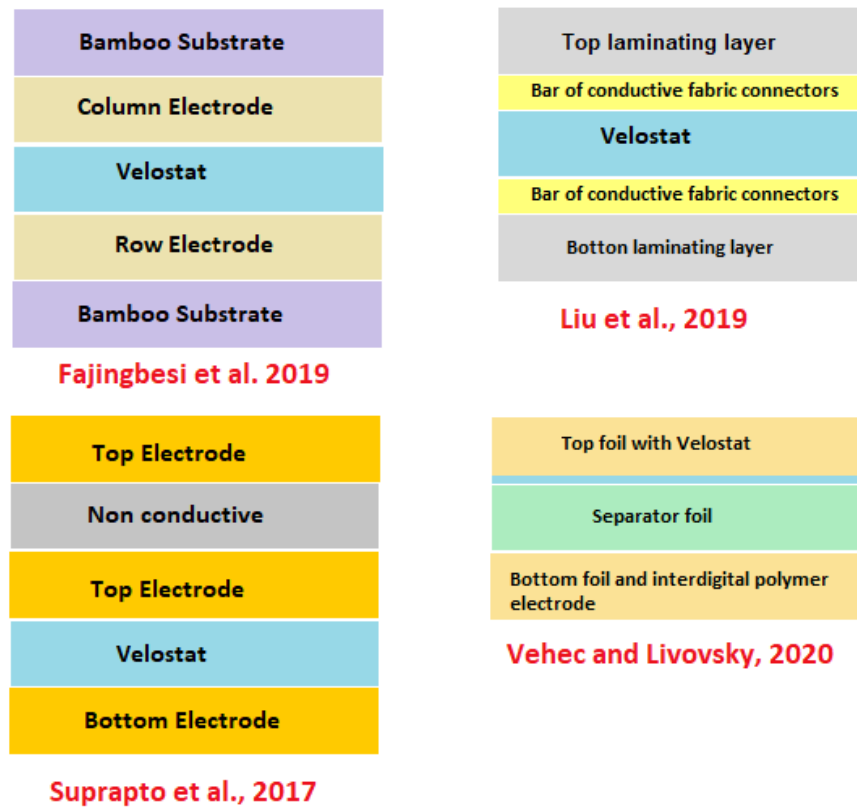 Bamboo Substrate
Column Electrode
Velostat
Row Electrode
Bamboo Substrate
Fajingbesi et al. 2019
Top laminating layer
Bar of conductive fabric connectors
Velostat
Bar of conductive fabric connectors
Botton laminating layer
Liu et al., 2019
Top Electrode
Non conductive
Top Electrode
Velostat
Bottom Electrode
Suprapto et al., 2017
Top foil with Velostat
Separator foil
Bottom foil and interdigital polymer
electrode
Vehec and Livovsky, 2020